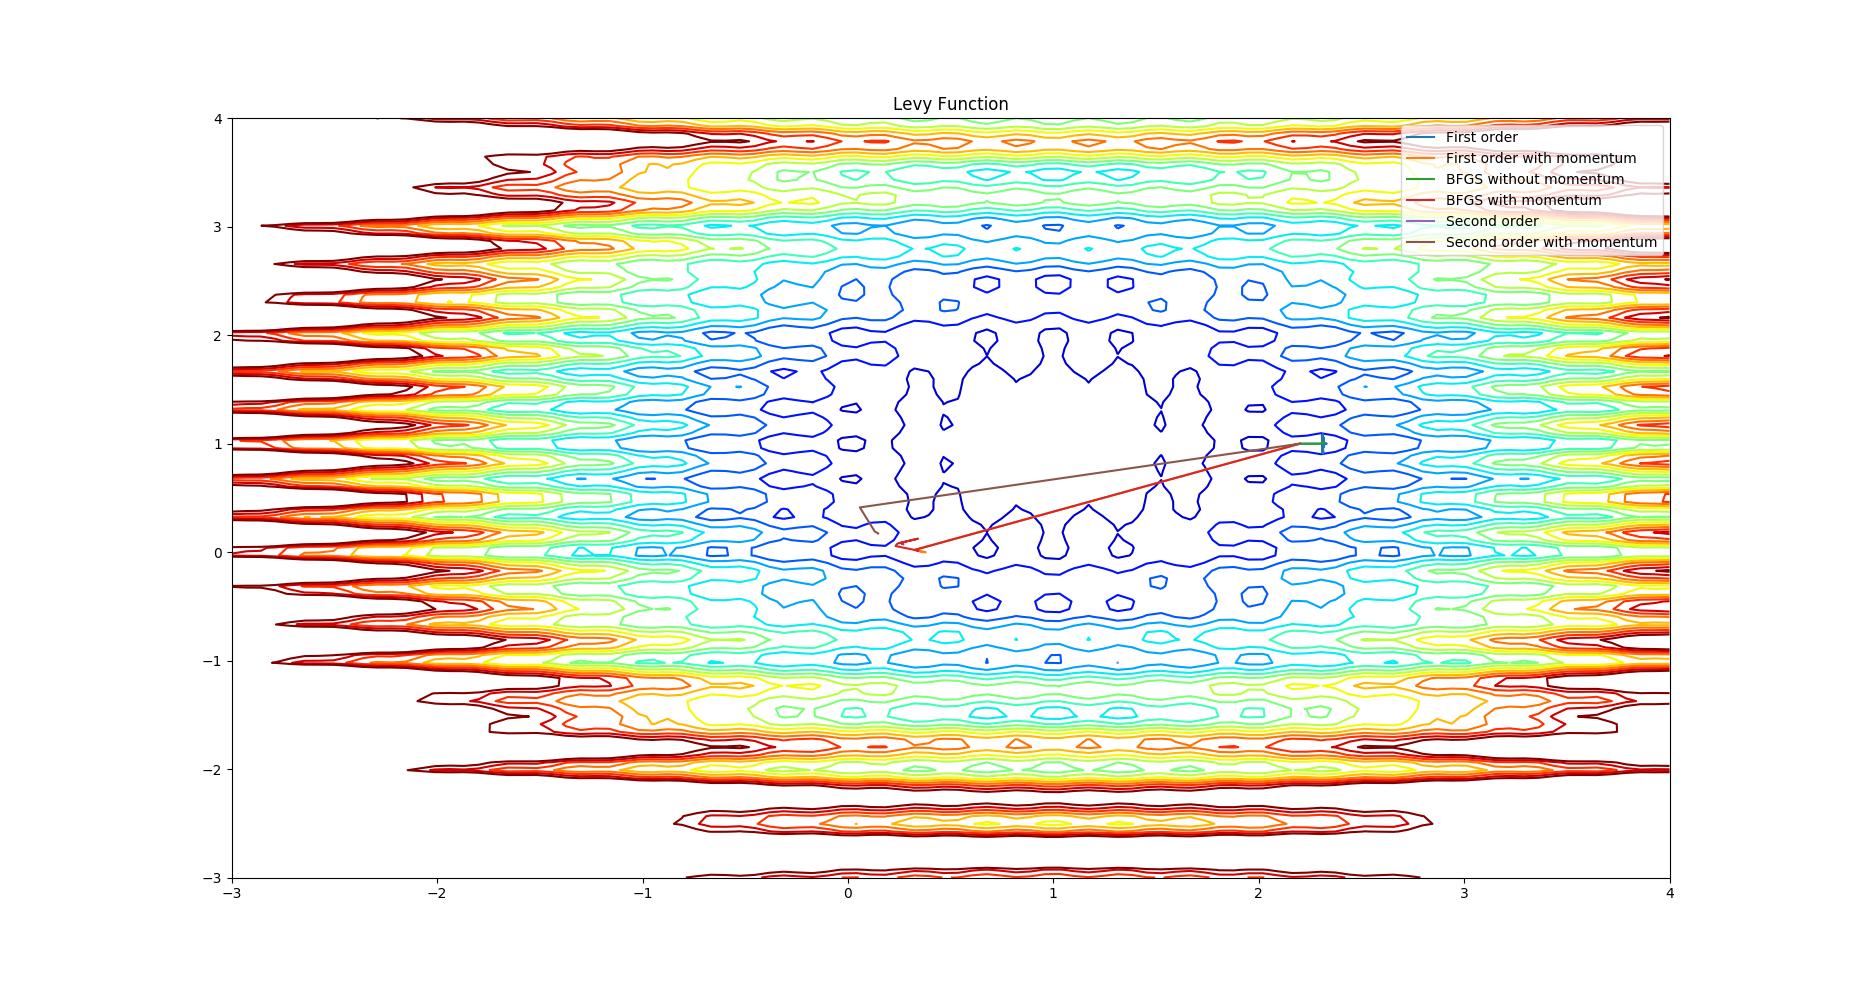 Levy Function
4
3
2
1
0
−1
−2
−3
−3
−2
−1
0
1
2
3
4
First order
First order with momentum
BFGS without momentum
BFGS with momentum
Second order
Second order with momentum